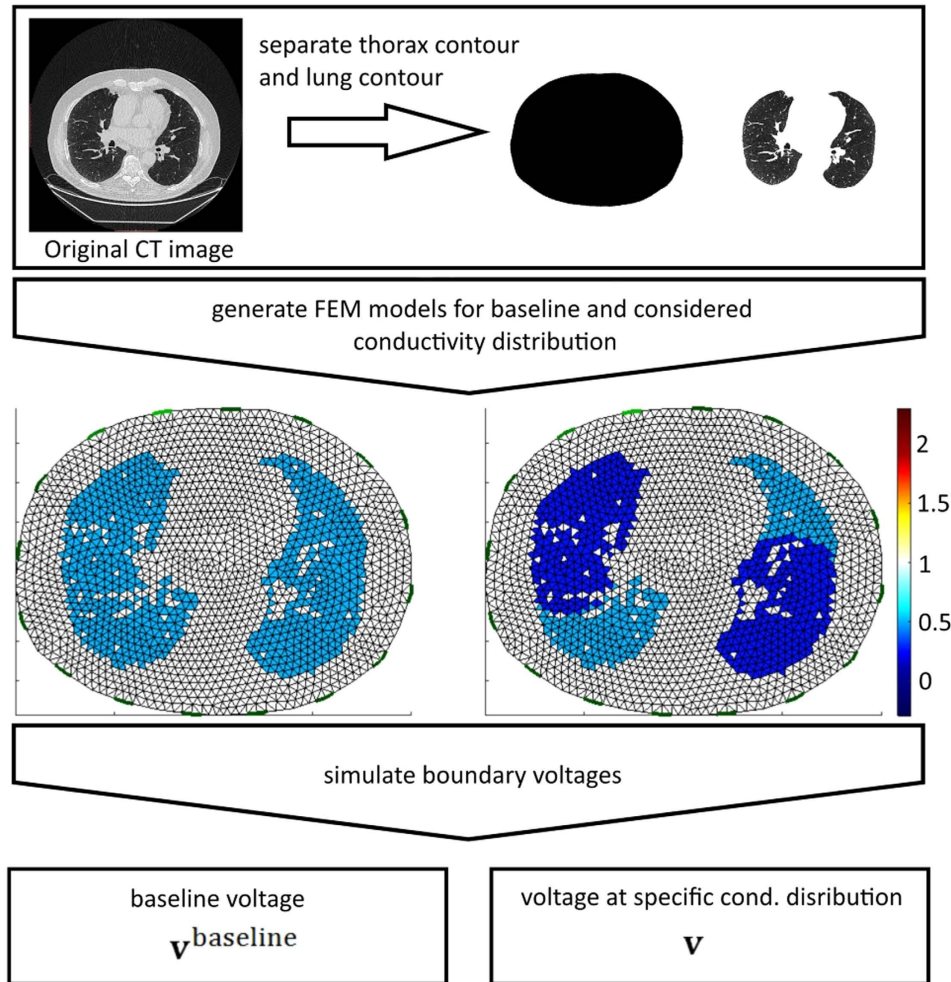 separate thorax contour
and lung contour
Original CT image
generate FEM models for baseline and considered
conductivity distribution
2
1.5
1
0.5
0
simulate boundary voltages
baseline voltage
v^baseline
voltage at specific cond. disribution
v